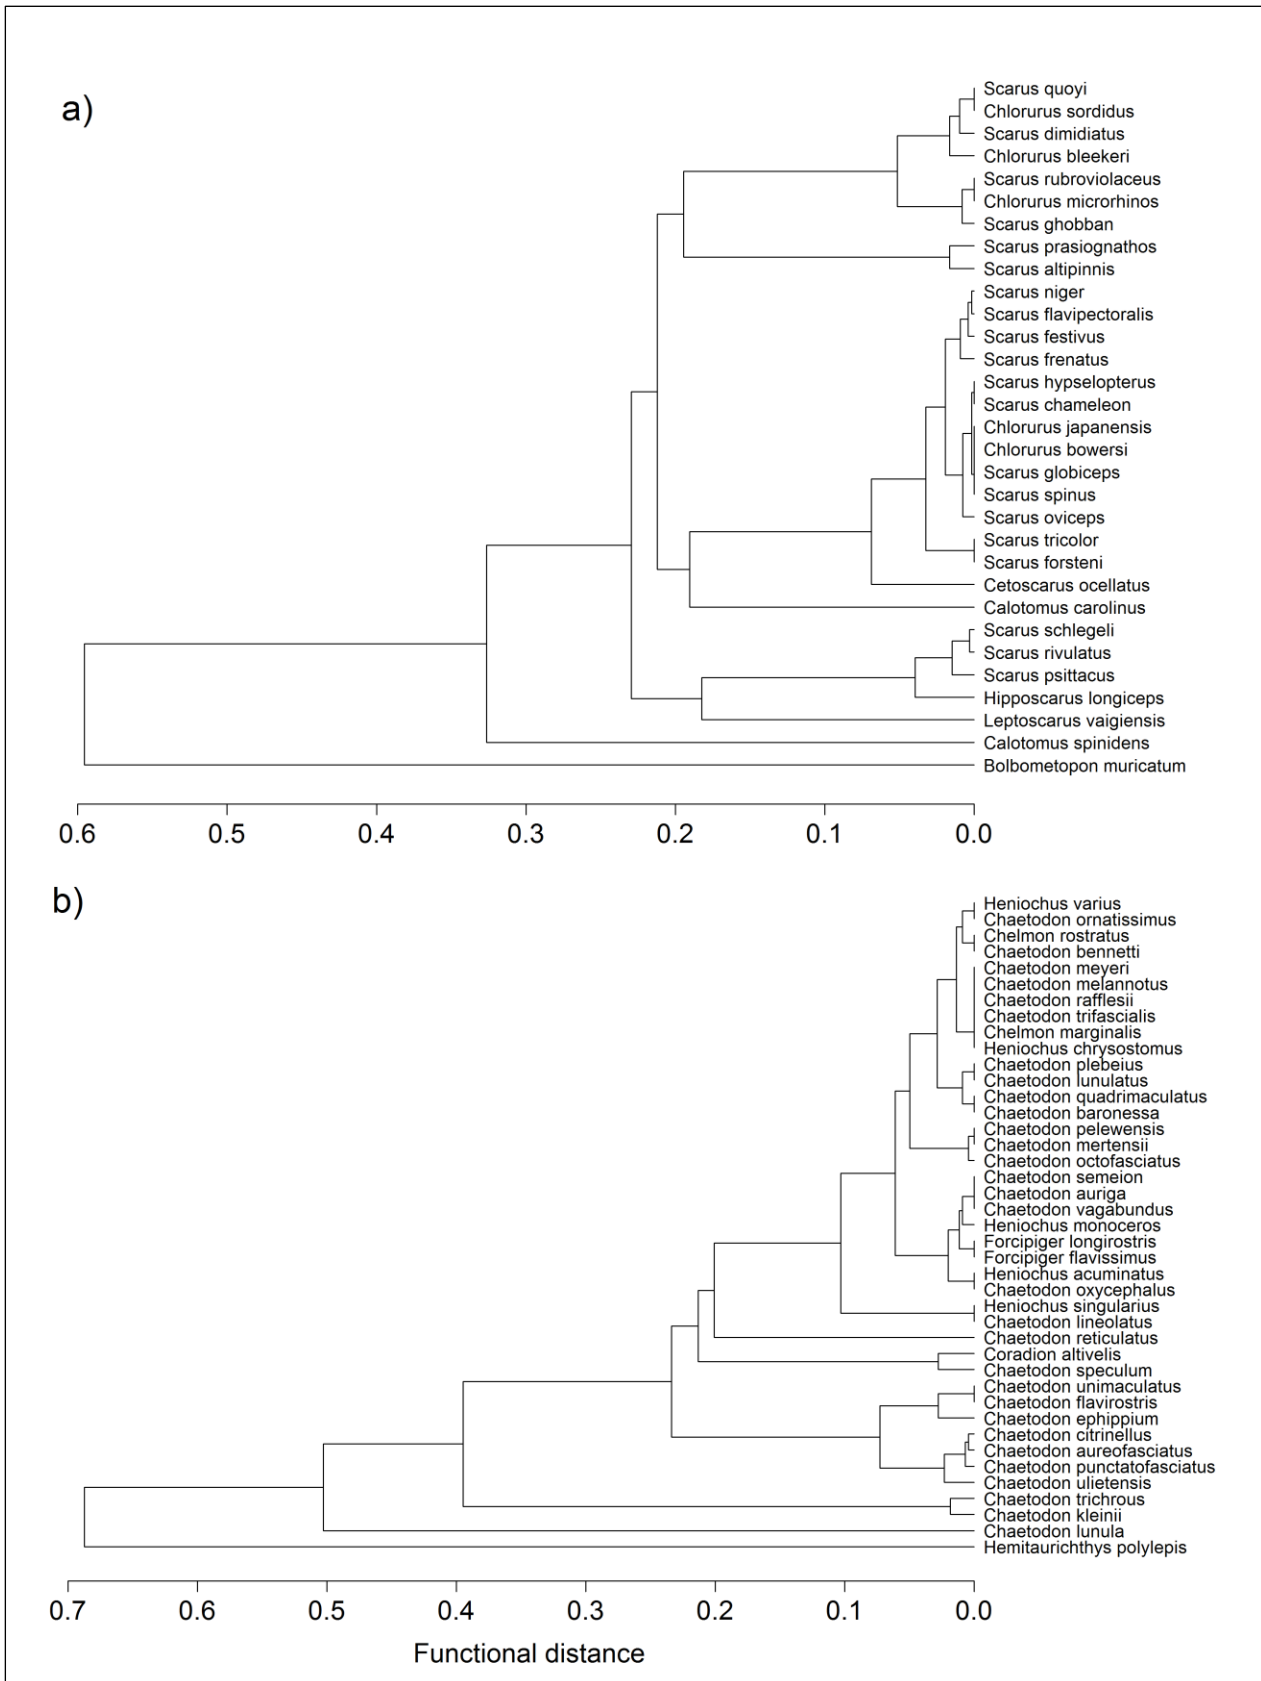 a)
Scarus quoyi
Chlorurus sordidus
Scarus dimidiatus
Chlorurus bleekeri
Scarus rubroviolaceus
Chlorurus microrhinos
Scarus ghobban
Scarus prasiognathos
Scarus altipinnis
Scarus niger
Scarus flavipectoralis
Scarus festivus
Scarus frenatus
Scarus hypselopterus
Scarus chameleon
Chlorurus japanensis
Chlorurus bowersi
Scarus globiceps
Scarus spinus
Scarus oviceps
Scarus tricolor
Scarus forsteni
Cetoscarus ocellatus
Calotomus carolinus
Scarus schlegeli
Scarus rivulatus
Scarus psittacus
Hipposcarus longiceps
Leptoscarus vaigiensis
Calotomus spinidens
Bolbometopon muricatum
0.6 0.5 0.4 0.3 0.2 0.1 0.0
b)
Heniochus varius
Chaetodon ornatissimus
Chelmon rostratus
Chaetodon bennetti
Chaetodon meyeri
Chaetodon melannotus
Chaetodon rafflesii
Chaetodon trifascialis
Chelmon marginalis
Heniochus chrysostomus
Chaetodon plebeius
Chaetodon lunulatus
Chaetodon quadrimaculatus
Chaetodon baronessa
Chaetodon pelewensis
Chaetodon mertensii
Chaetodon octofasciatus
Chaetodon semeion
Chaetodon auriga
Chaetodon vagabundus
Heniochus monoceros
Forcipiger longirostris
Forcipiger flavissimus
Heniochus acuminatus
Chaetodon oxycephalus
Heniochus singularius
Chaetodon lineolatus
Chaetodon reticulatus
Coradion altivelis
Chaetodon speculum
Chaetodon unimaculatus
Chaetodon flavirostris
Chaetodon ephippium
Chaetodon citrinellus
Chaetodon aureofasciatus
Chaetodon punctatofasciatus
Chaetodon ulietensis
Chaetodon trichrous
Chaetodon kleinii
Chaetodon lunula
Hemitaurichthys polylepis
0.7 0.6 0.5 0.4 0.3 0.2 0.1 0.0
Functional distance